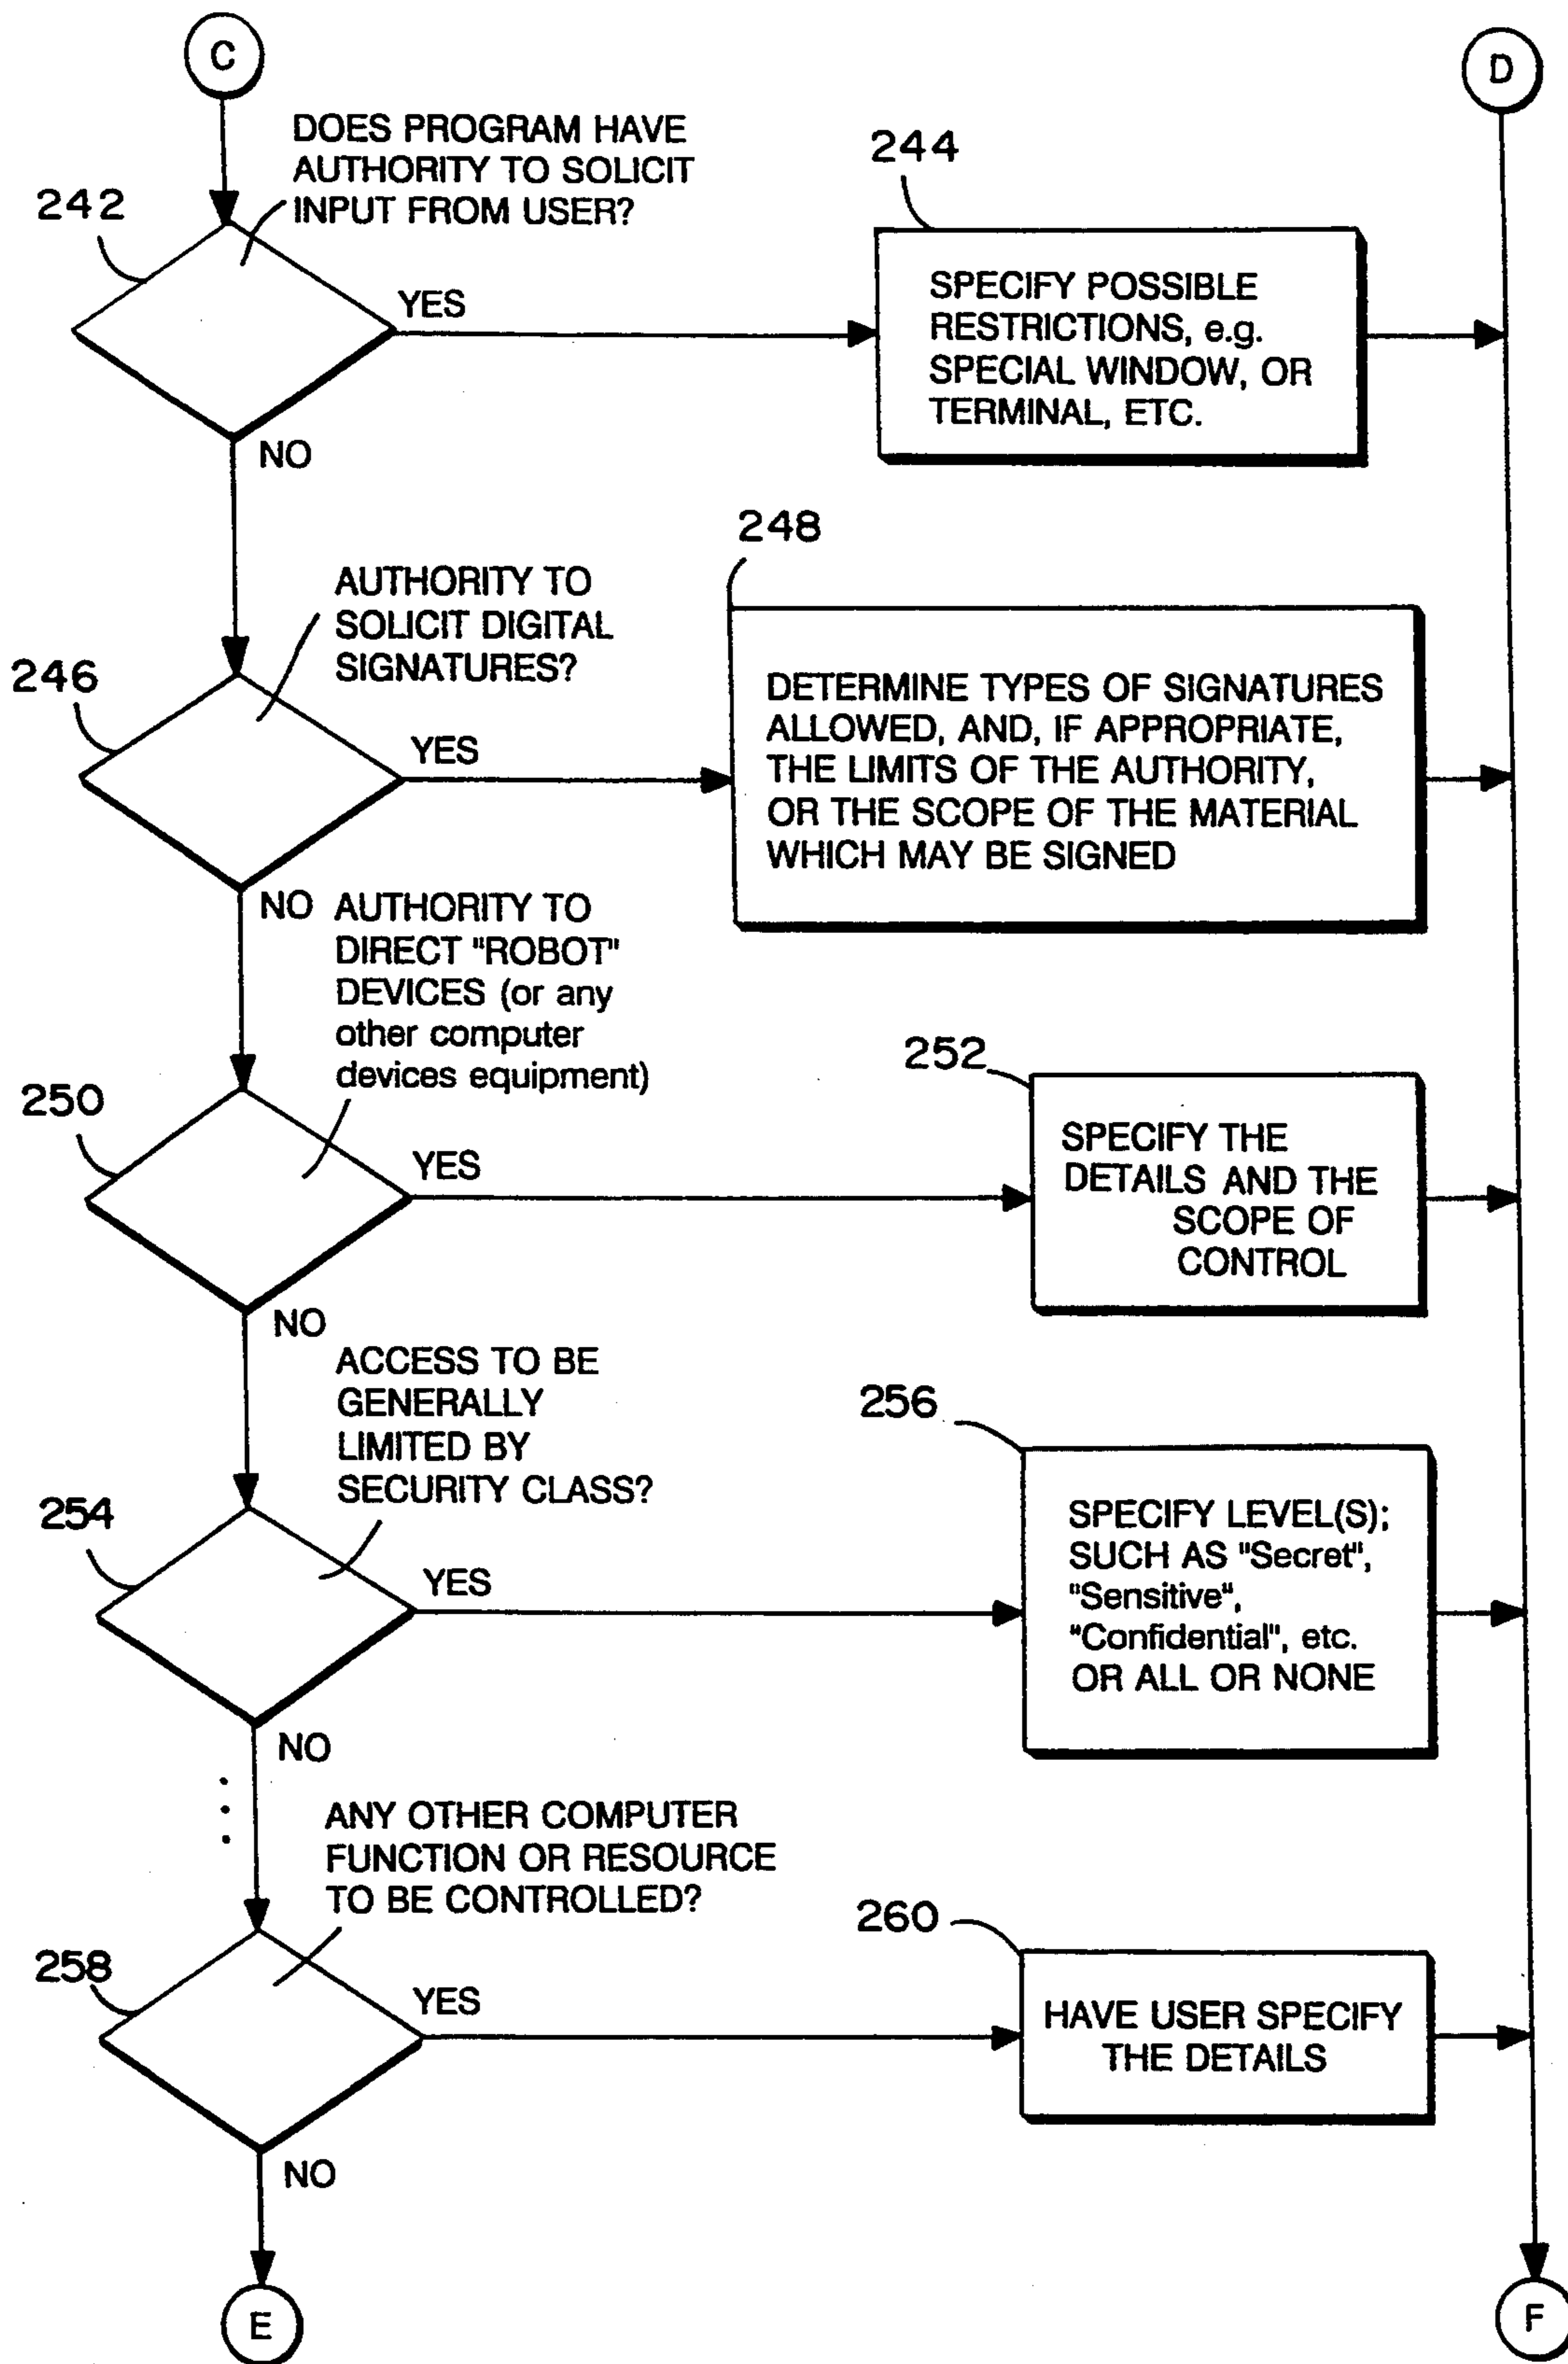 C
D
DOES PROGRAM HAVE
AUTHORITY TO SOLICIT
INPUT FROM USER?
242
YES
244
SPECIFY POSSIBLE
RESTRICTIONS, e.g.
SPECIAL WINDOW, OR
TERMINAL, ETC.
NO
AUTHORITY TO
SOLICIT DIGITAL
SIGNATURES?
246
YES
248
DETERMINE TYPES OF SIGNATURES
ALLOWED, AND, IF APPROPRIATE,
THE LIMITS OF THE AUTHORITY,
OR THE SCOPE OF THE MATERIAL
WHICH MAY BE SIGNED
NO
AUTHORITY TO
DIRECT "ROBOT"
DEVICES (or any
other computer
devices equipment)
250
YES
252
SPECIFY THE
DETAILS AND THE
SCOPE OF
CONTROL
NO
ACCESS TO BE
GENERALLY
LIMITED BY
SECURITY CLASS?
254
YES
256
SPECIFY LEVEL(S);
SUCH AS "Secret",
"Sensitive",
"Confidential", etc.
OR ALL OR NONE
NO
ANY OTHER COMPUTER
FUNCTION OR RESOURCE
TO BE CONTROLLED?
258
YES
260
HAVE USER SPECIFY
THE DETAILS
NO
E
F